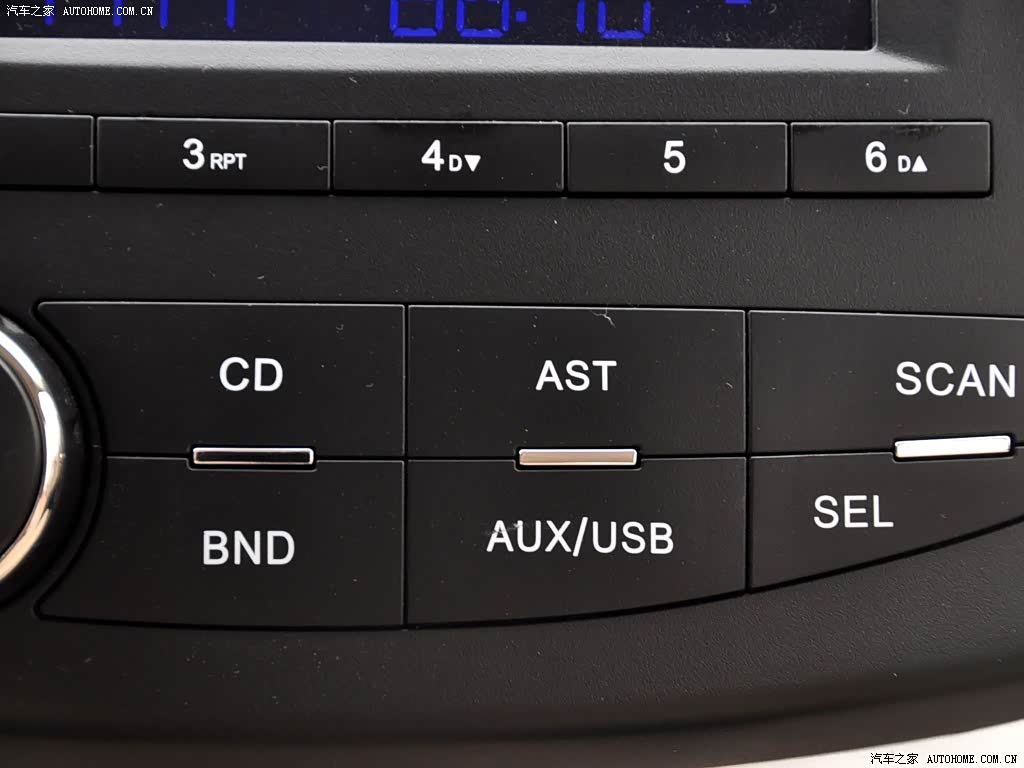 汽车之家 AUTOHOME.COM.CN
3 RPT
4 D▼
5
6 D▲
CD
AST
SCAN
BND
AUX/USB
SEL
汽车之家 AUTOHOME.COM.CN